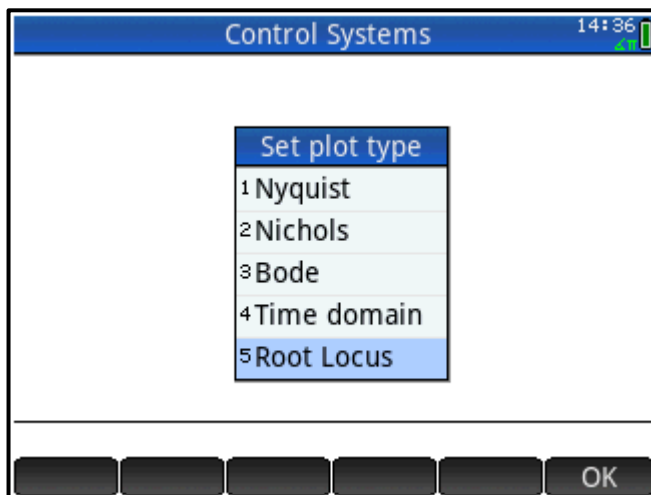 Control Systems
14:36
∡π
Set plot type
1 Nyquist
2 Nichols
3 Bode
4 Time domain
5 Root Locus
OK